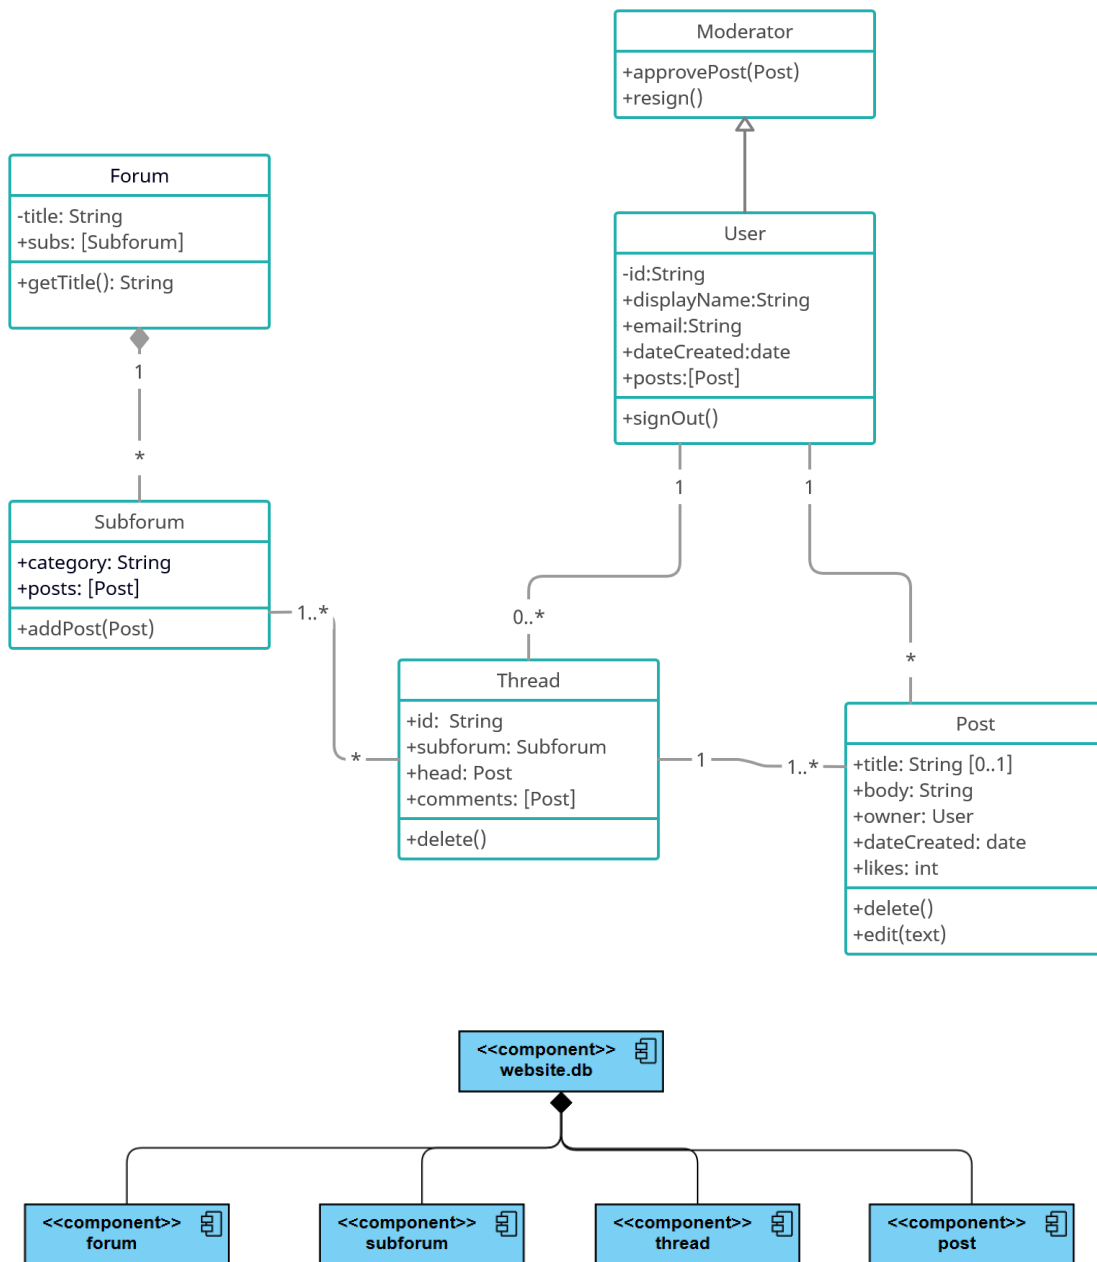 Moderator
+approvePost(Post)
+resign()
Forum
-title: String
+subs: [Subforum]
+getTitle(): String
User
-id:String
+displayName:String
+email:String
+dateCreated:date
+posts:[Post]
+signOut()
1
*
1
1
Subforum
+category: String
+posts: [Post]
+addPost(Post)
1..*
0..*
*
Thread
+id:  String
+subforum: Subforum
+head: Post
+comments: [Post]
+delete()
*
1
1..*
Post
+title: String [0..1]
+body: String
+owner: User
+dateCreated: date
+likes: int
+delete()
+edit(text)
<<component>>
website.db
<<component>>
forum
<<component>>
subforum
<<component>>
thread
<<component>>
post